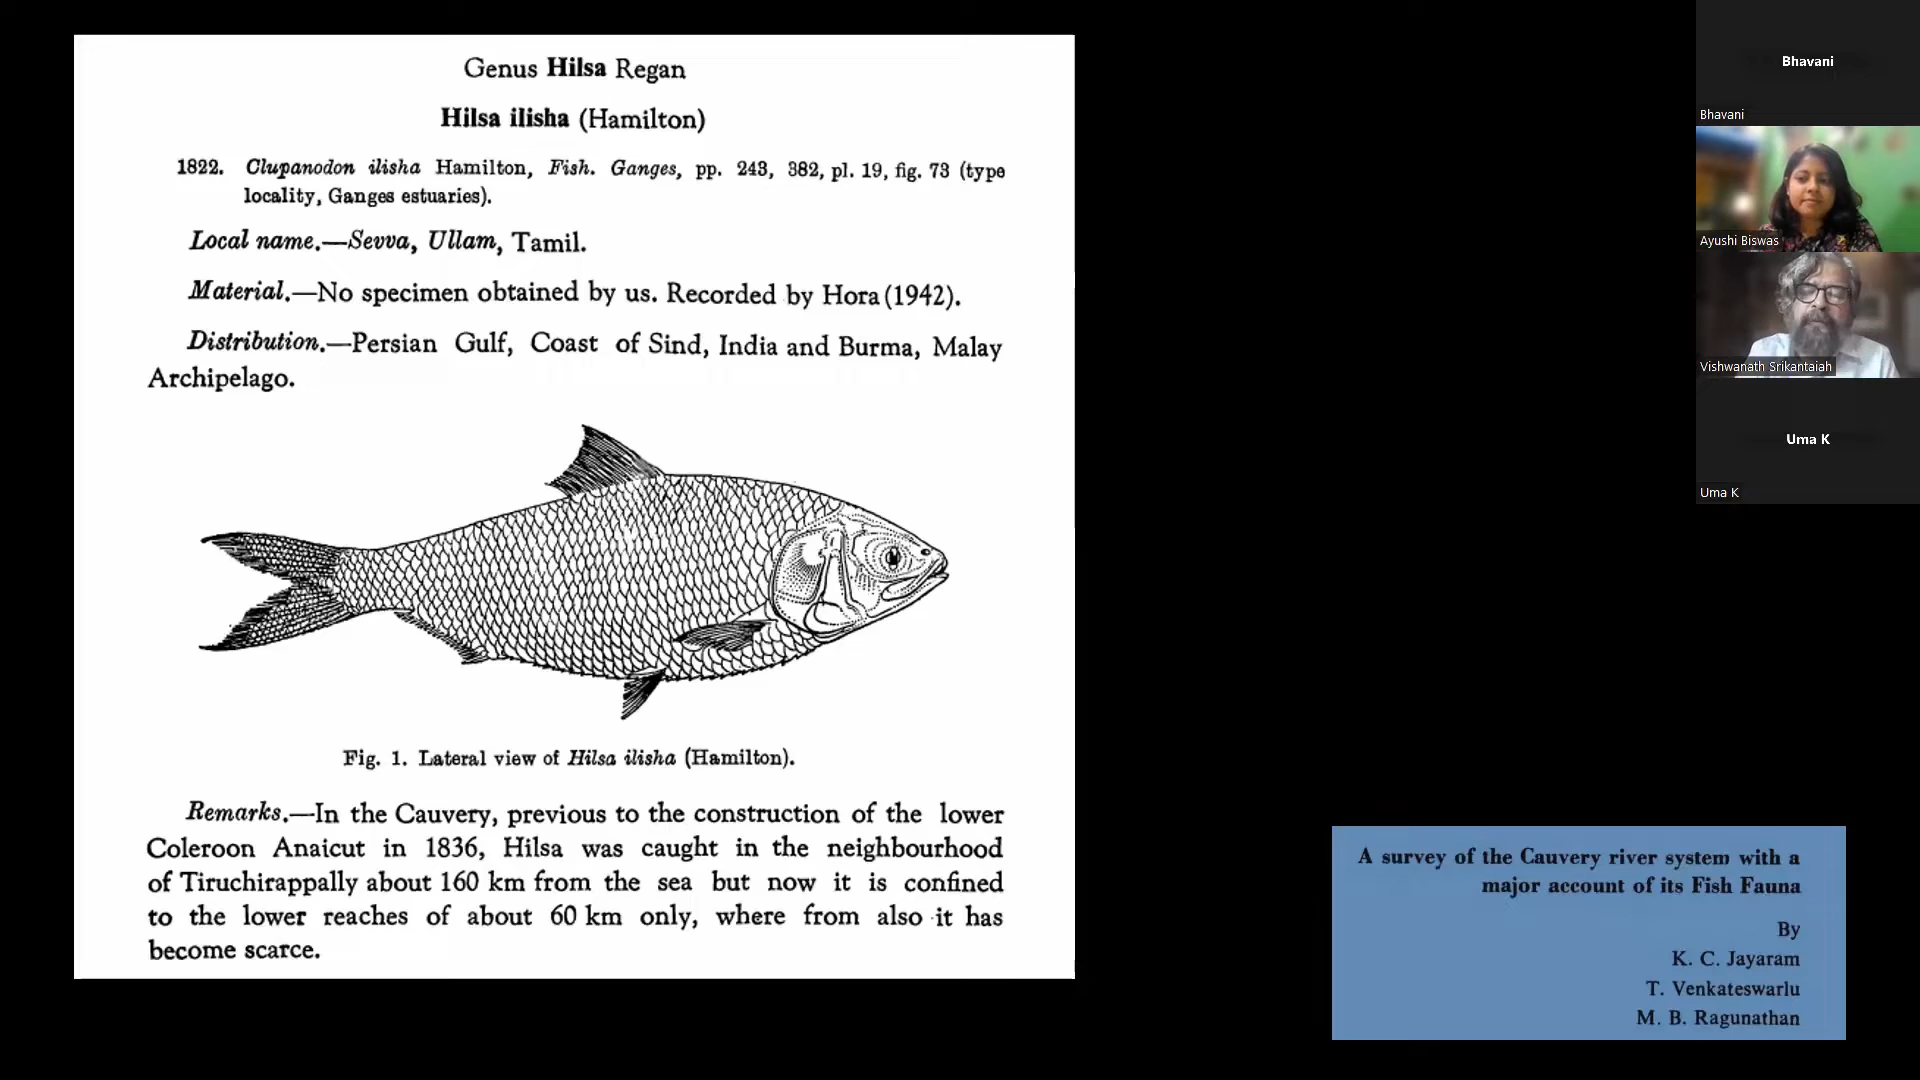 Genus Hilsa Regan
Hilsa ilisha (Hamilton)
1822. Clupanodon ilisha Hamilton, Fish. Ganges, pp. 243, 382, pl. 19, fig. 73 (type
locality, Ganges estuaries).
Local name.—Sevva, Ullam, Tamil.
Material.—No specimen obtained by us. Recorded by Hora (1942).
Distribution.—Persian Gulf, Coast of Sind, India and Burma, Malay
Archipelago.
Fig. 1. Lateral view of Hilsa ilisha (Hamilton).
Remarks.—In the Cauvery, previous to the construction of the lower
Coleroon Anaicut in 1836, Hilsa was caught in the neighbourhood
of Tiruchirappally about 160 km from the sea but now it is confined
to the lower reaches of about 60 km only, where from also it has
become scarce.
A survey of the Cauvery river system with a
major account of its Fish Fauna
By
K. C. Jayaram
T. Venkateswarlu
M. B. Ragunathan
Bhavani
Bhavani
Ayushi Biswas
Vishwanath Srikantaiah
Uma K
Uma K